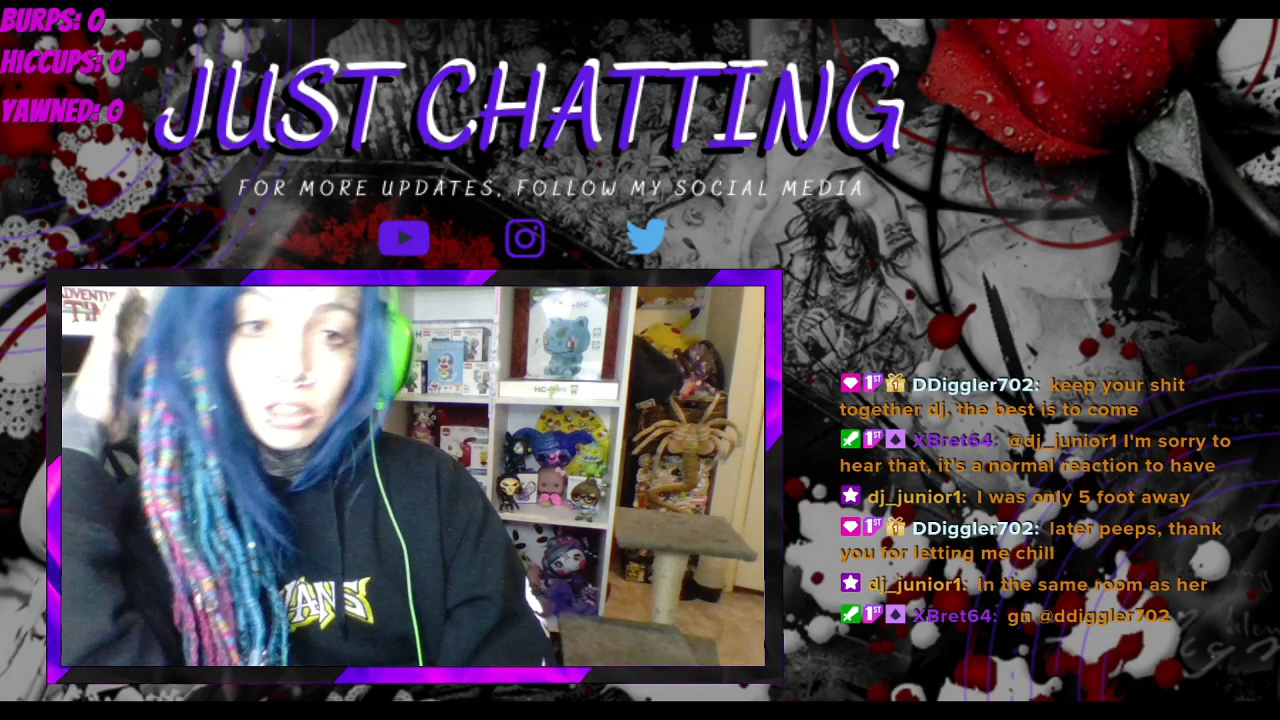 BURPS: 0
HICCUPS: 0
YAWNED: 0
JUST CHATTING
FOR MORE UPDATES, FOLLOW MY SOCIAL MEDIA
DDiggler702: keep your shit
together dj, the best is to come
XBret64: @dj_junior1 I'm sorry to
hear that, it's a normal reaction to have
dj_junior1: I was only 5 foot away
DDiggler702: later peeps, thank
you for letting me chill
dj_junior1: In the same room as her
XBret64: gn @ddiggler702